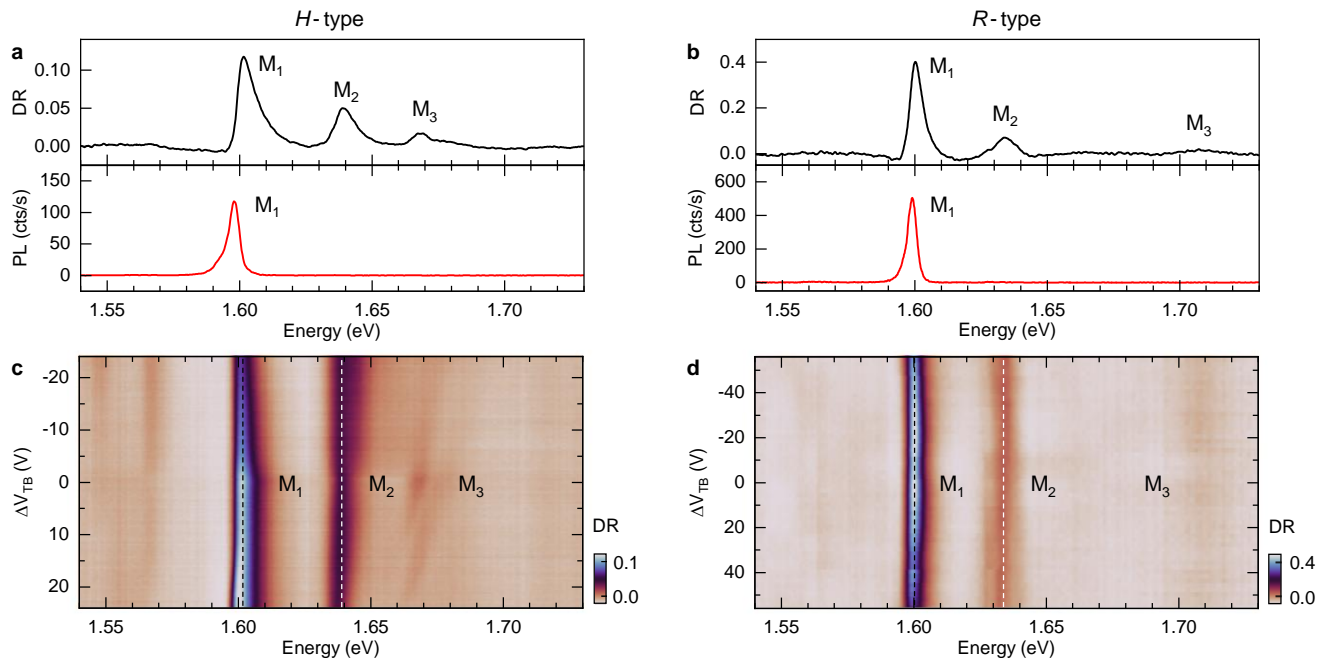 H-type
R-type
a
0.10
0.05
0.00
DR
M₁
M₂
M₃
150
100
50
0
PL (cts/s)
M₁
1.55
1.60
1.65
1.70
Energy (eV)
b
0.4
0.2
0.0
DR
M₁
M₂
M₃
600
400
200
0
PL (cts/s)
M₁
1.55
1.60
1.65
1.70
Energy (eV)
c
-20
-10
0
10
20
ΔV_TB (V)
M₁
M₂
M₃
1.55
1.60
1.65
1.70
Energy (eV)
DR
0.1
0.0
d
-40
-20
0
20
40
ΔV_TB (V)
M₁
M₂
M₃
1.55
1.60
1.65
1.70
Energy (eV)
DR
0.4
0.0